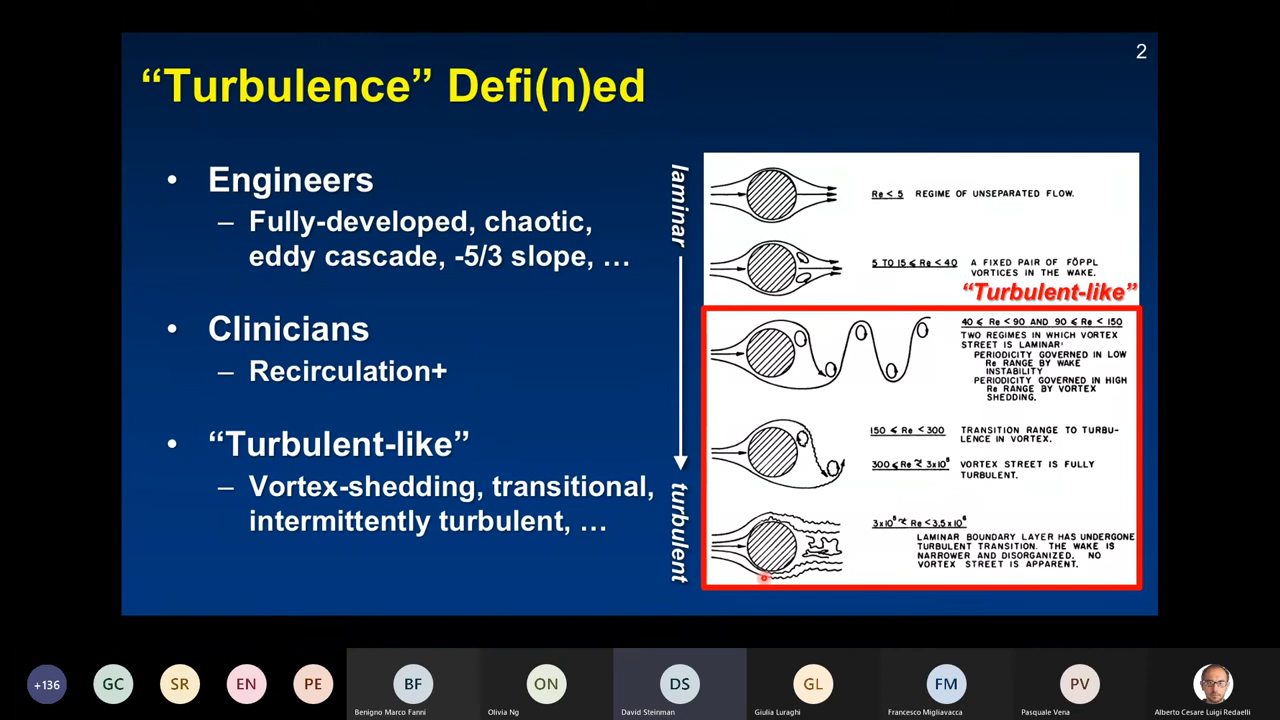 2
“Turbulence” Defi(n)ed
• Engineers
– Fully-developed, chaotic,
eddy cascade, -5/3 slope, …
• Clinicians
– Recirculation+
• “Turbulent-like”
– Vortex-shedding, transitional,
intermittently turbulent, …
laminar
turbulent
Re < 5 REGIME OF UNSEPARATED FLOW.
5 TO 15 ≤ Re < 40 A FIXED PAIR OF FÖPPL
VORTICES IN THE WAKE.
“Turbulent-like”
40 ≤ Re < 90 AND 90 ≤ Re < 150
TWO REGIMES IN WHICH VORTEX
STREET IS LAMINAR:
PERIODICITY GOVERNED IN LOW
Re RANGE BY WAKE
INSTABILITY
PERIODICITY GOVERNED IN HIGH
Re RANGE BY VORTEX
SHEDDING.
150 ≤ Re < 300 TRANSITION RANGE TO TURBU-
LENCE IN VORTEX.
300 ≤ Re ≈ 3x10 VORTEX STREET IS FULLY
TURBULENT.
Re < 3.5x10
LAMINAR BOUNDARY LAYER HAS UNDERGONE
TURBULENT TRANSITION. THE WAKE IS
NARROWER AND DISORGANIZED. NO
VORTEX STREET IS APPARENT.
+136
GC
SR
EN
PE
BF
ON
DS
GL
FM
PV
Benigno Marco Fanni
Olivia Ng
David Steinman
Giulia Luraghi
Francesco Migliavacca
Pasquale Vena
Alberto Cesare Luigi Redaelli